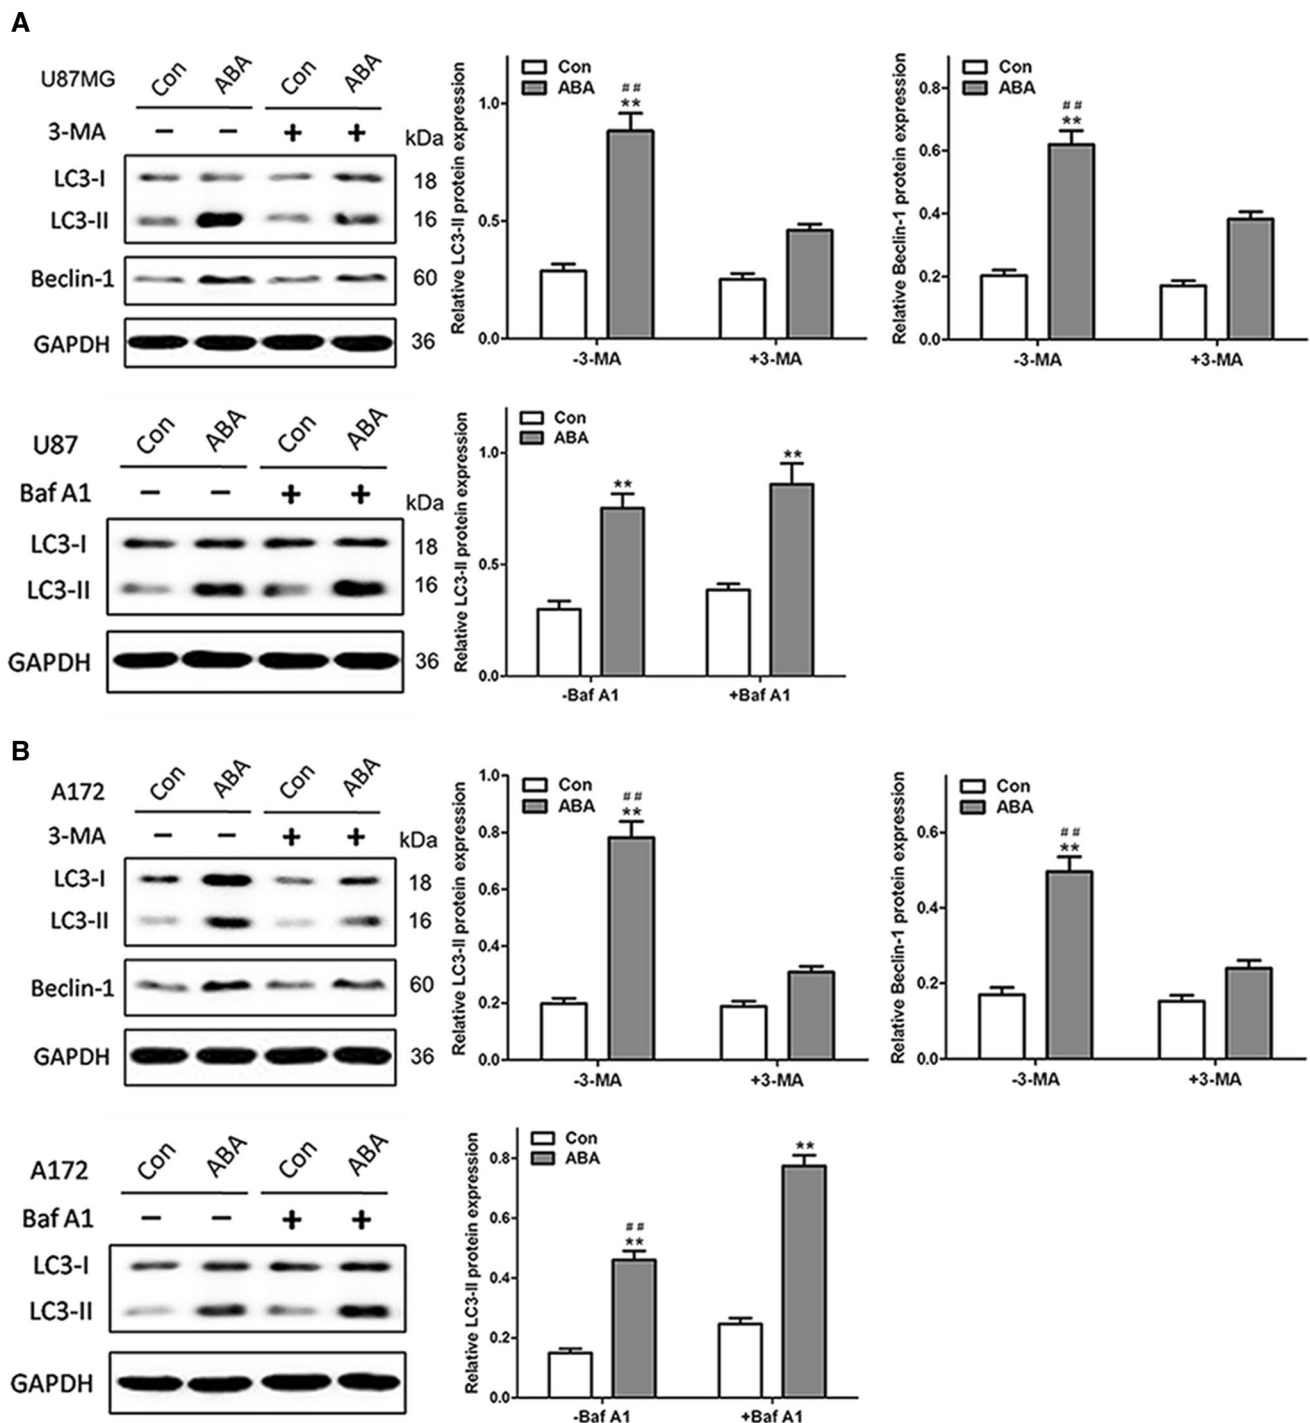 A
U87MG Con ABA Con ABA
3-MA − − + + kDa
LC3-I 18
LC3-II 16
Beclin-1 60
GAPDH 36
Relative LC3-II protein expression
Con
ABA
1.0
0.5
0.0
##
**
-3-MA +3-MA
Relative Beclin-1 protein expression
Con
ABA
0.8
0.6
0.4
0.2
0.0
##
**
-3-MA +3-MA
U87 Con ABA Con ABA
Baf A1 − − + + kDa
LC3-I 18
LC3-II 16
GAPDH 36
Relative LC3-II protein expression
Con
ABA
1.0
0.5
0.0
** **
-Baf A1 +Baf A1
B
A172 Con ABA Con ABA
3-MA − − + + kDa
LC3-I 18
LC3-II 16
Beclin-1 60
GAPDH 36
Relative LC3-II protein expression
Con
ABA
1.0
0.8
0.6
0.4
0.2
0.0
##
**
-3-MA +3-MA
Relative Beclin-1 protein expression
Con
ABA
0.6
0.4
0.2
0.0
##
**
-3-MA +3-MA
A172 Con ABA Con ABA
Baf A1 − − + +
LC3-I
LC3-II
GAPDH
Relative LC3-II protein expression
Con
ABA
0.8
0.6
0.4
0.2
0.0
##
** **
-Baf A1 +Baf A1